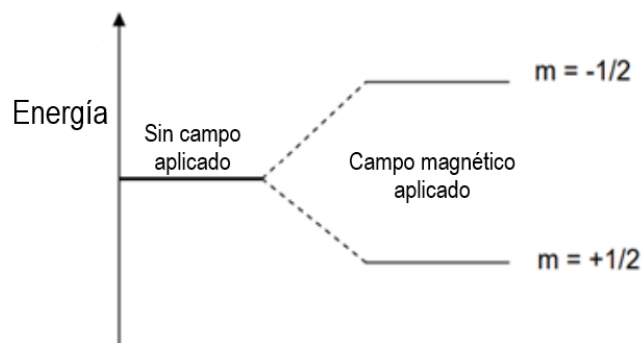 m = -1/2
Energía
Sin campo
aplicado
Campo magnético
aplicado
m = +1/2